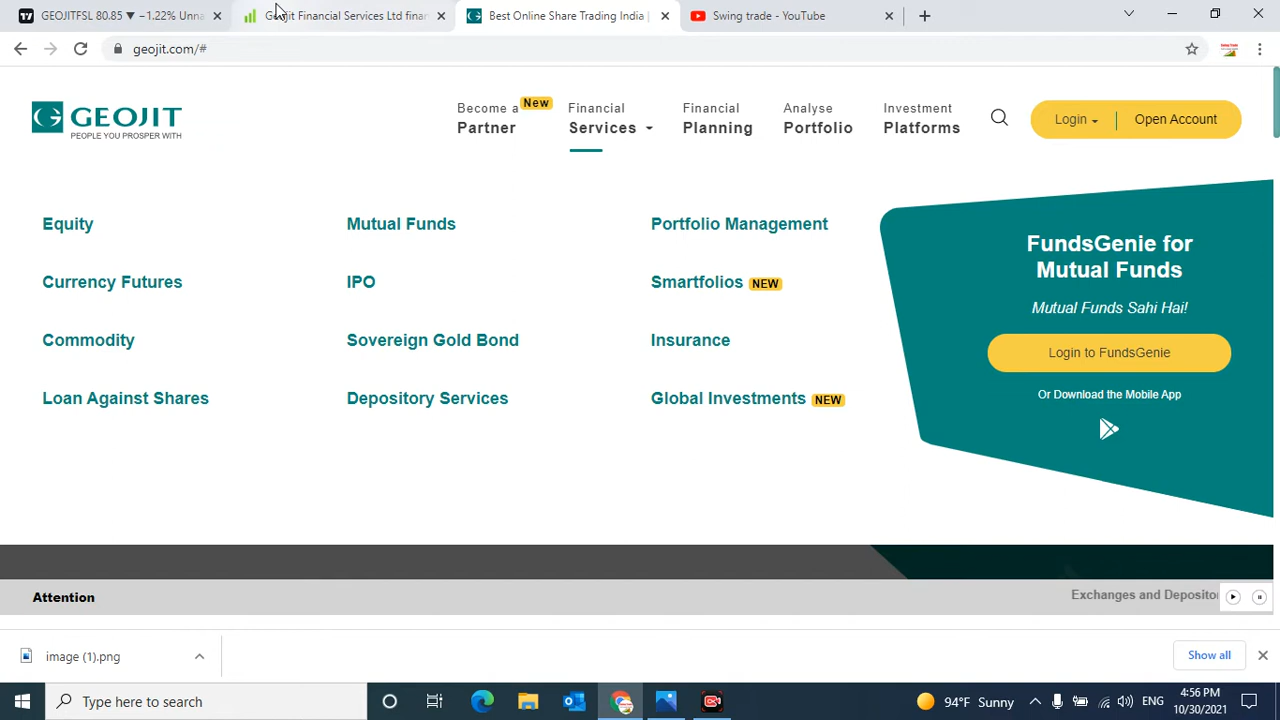 GEOJITFSL 80.85 ▼ −1.22% Unna
Geojit Financial Services Ltd finan
Best Online Share Trading India |
Swing trade - YouTube
geojit.com/#
GEOJIT
PEOPLE YOU PROSPER WITH
Become a New
Partner
Financial
Services
Financial
Planning
Analyse
Portfolio
Investment
Platforms
Login
Open Account
Equity
Mutual Funds
Portfolio Management
Currency Futures
IPO
Smartfolios NEW
Commodity
Sovereign Gold Bond
Insurance
Loan Against Shares
Depository Services
Global Investments NEW
FundsGenie for
Mutual Funds
Mutual Funds Sahi Hai!
Login to FundsGenie
Or Download the Mobile App
Attention
Exchanges and Depositor
image (1).png
Show all
Type here to search
94°F Sunny
ENG
4:56 PM
10/30/2021